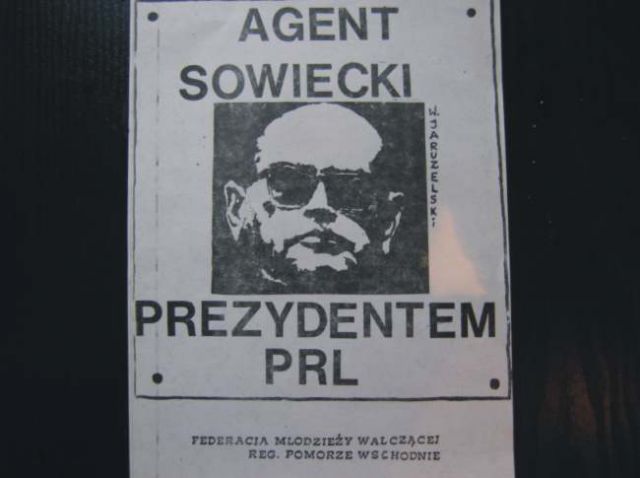 AGENT
SOWIECKI
W. JARUZELSKi
PREZYDENTEM
PRL
FEDERACJA MŁODZIEŻY WALCZĄCEJ
REG. POMORZE WSCHODNIE